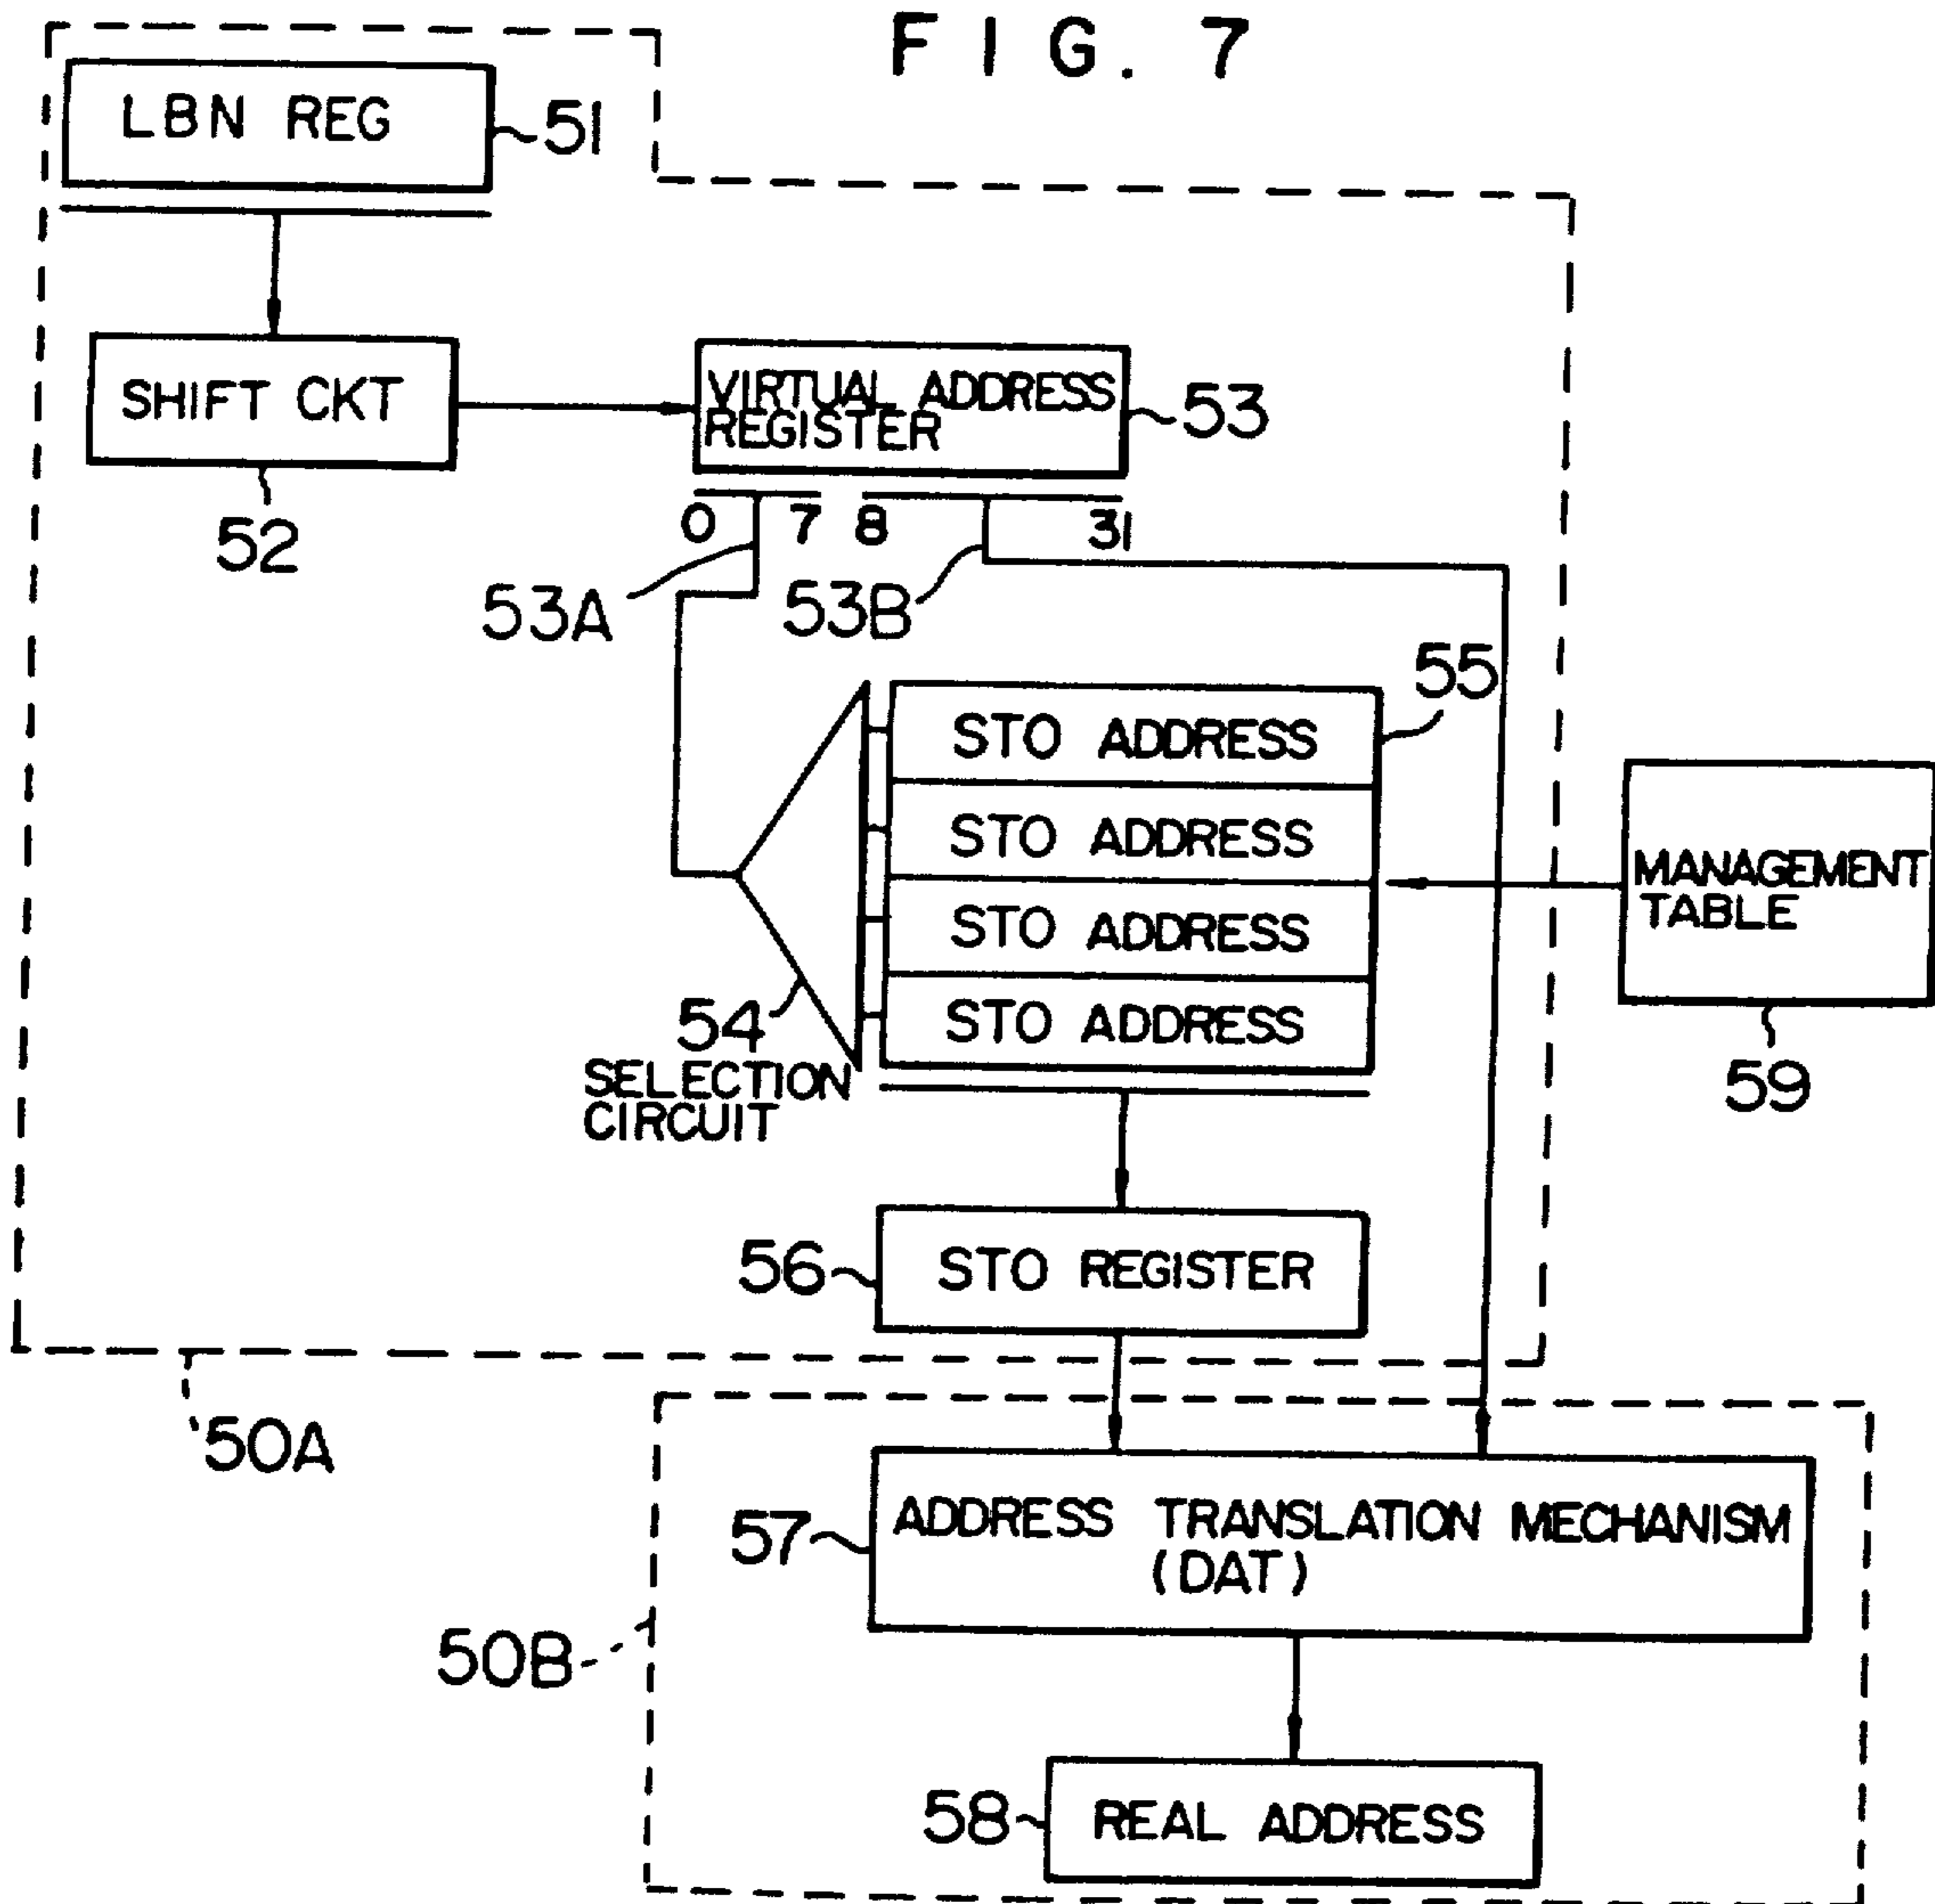 FIG. 7
LBN REG
51
SHIFT CKT
52
VIRTUAL ADDRESS
REGISTER
53
0 7 8 31
53A
53B
55
STO ADDRESS
STO ADDRESS
STO ADDRESS
STO ADDRESS
54
SELECTION
CIRCUIT
MANAGEMENT
TABLE
59
56
STO REGISTER
50A
57
ADDRESS TRANSLATION MECHANISM
(DAT)
50B
58
REAL ADDRESS